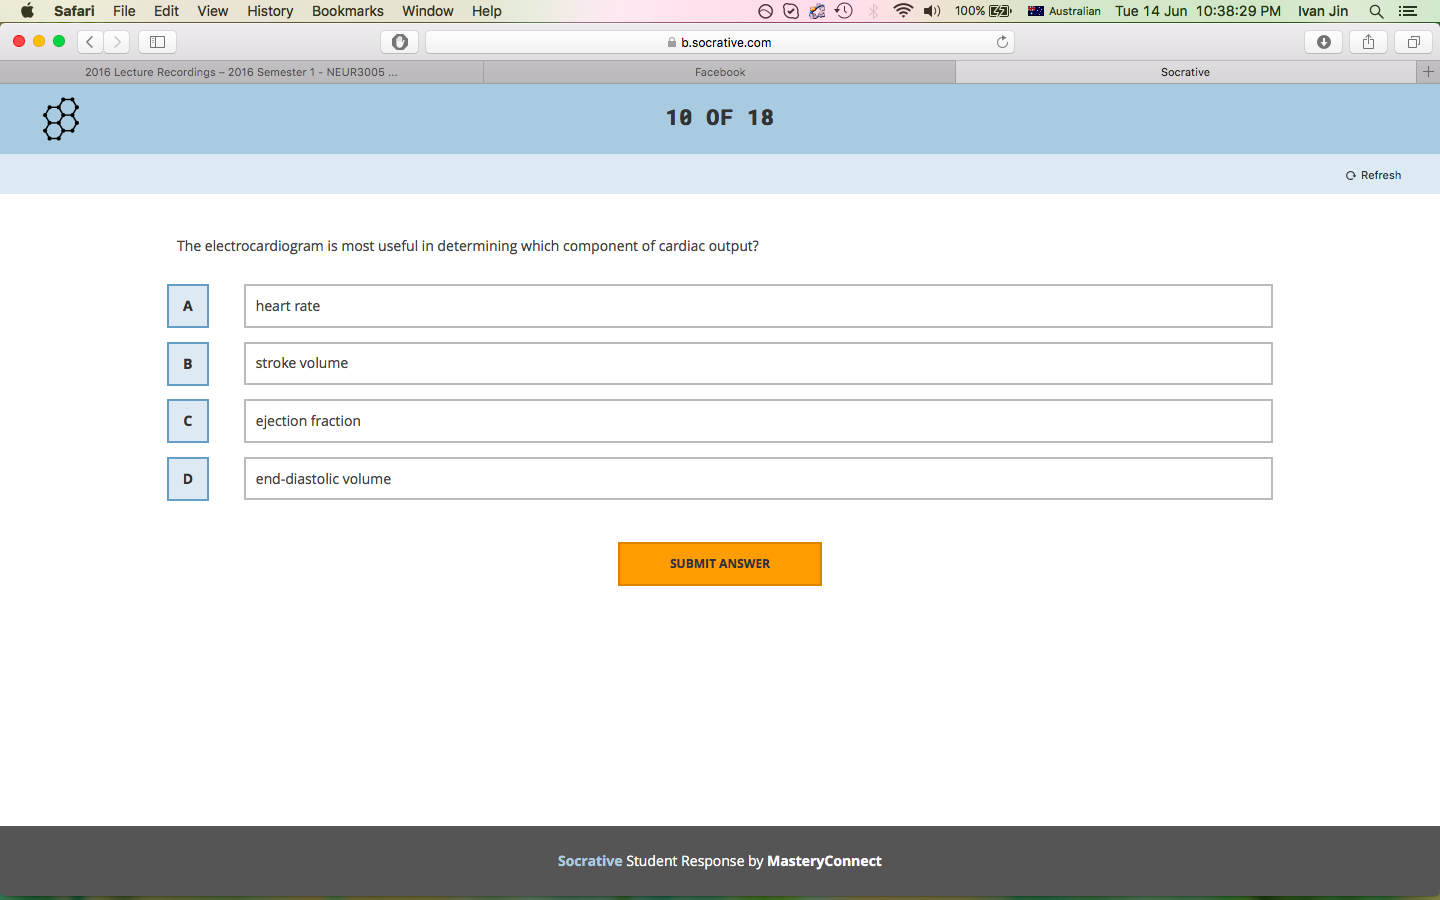 Safari File Edit View History Bookmarks Window Help 100% Australian Tue 14 Jun 10:38:29 PM Ivan Jin
b.socrative.com
2016 Lecture Recordings – 2016 Semester 1 - NEUR3005 ... Facebook Socrative
10 OF 18
Refresh
The electrocardiogram is most useful in determining which component of cardiac output?
A heart rate
B stroke volume
C ejection fraction
D end-diastolic volume
SUBMIT ANSWER
Socrative Student Response by MasteryConnect